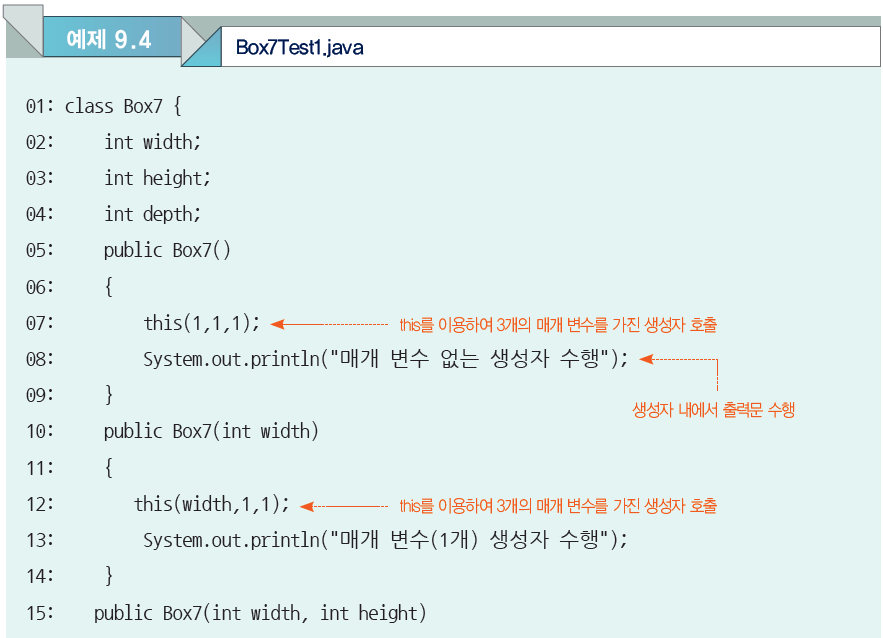 예제 9.4
Box7Test1.java
01: class Box7 {
02: int width;
03: int height;
04: int depth;
05: public Box7()
06: {
07: this(1,1,1); this를 이용하여 3개의 매개 변수를 가진 생성자 호출
08: System.out.println("매개 변수 없는 생성자 수행");
09: }
생성자 내에서 출력문 수행
10: public Box7(int width)
11: {
12: this(width,1,1); this를 이용하여 3개의 매개 변수를 가진 생성자 호출
13: System.out.println("매개 변수(1개) 생성자 수행");
14: }
15: public Box7(int width, int height)